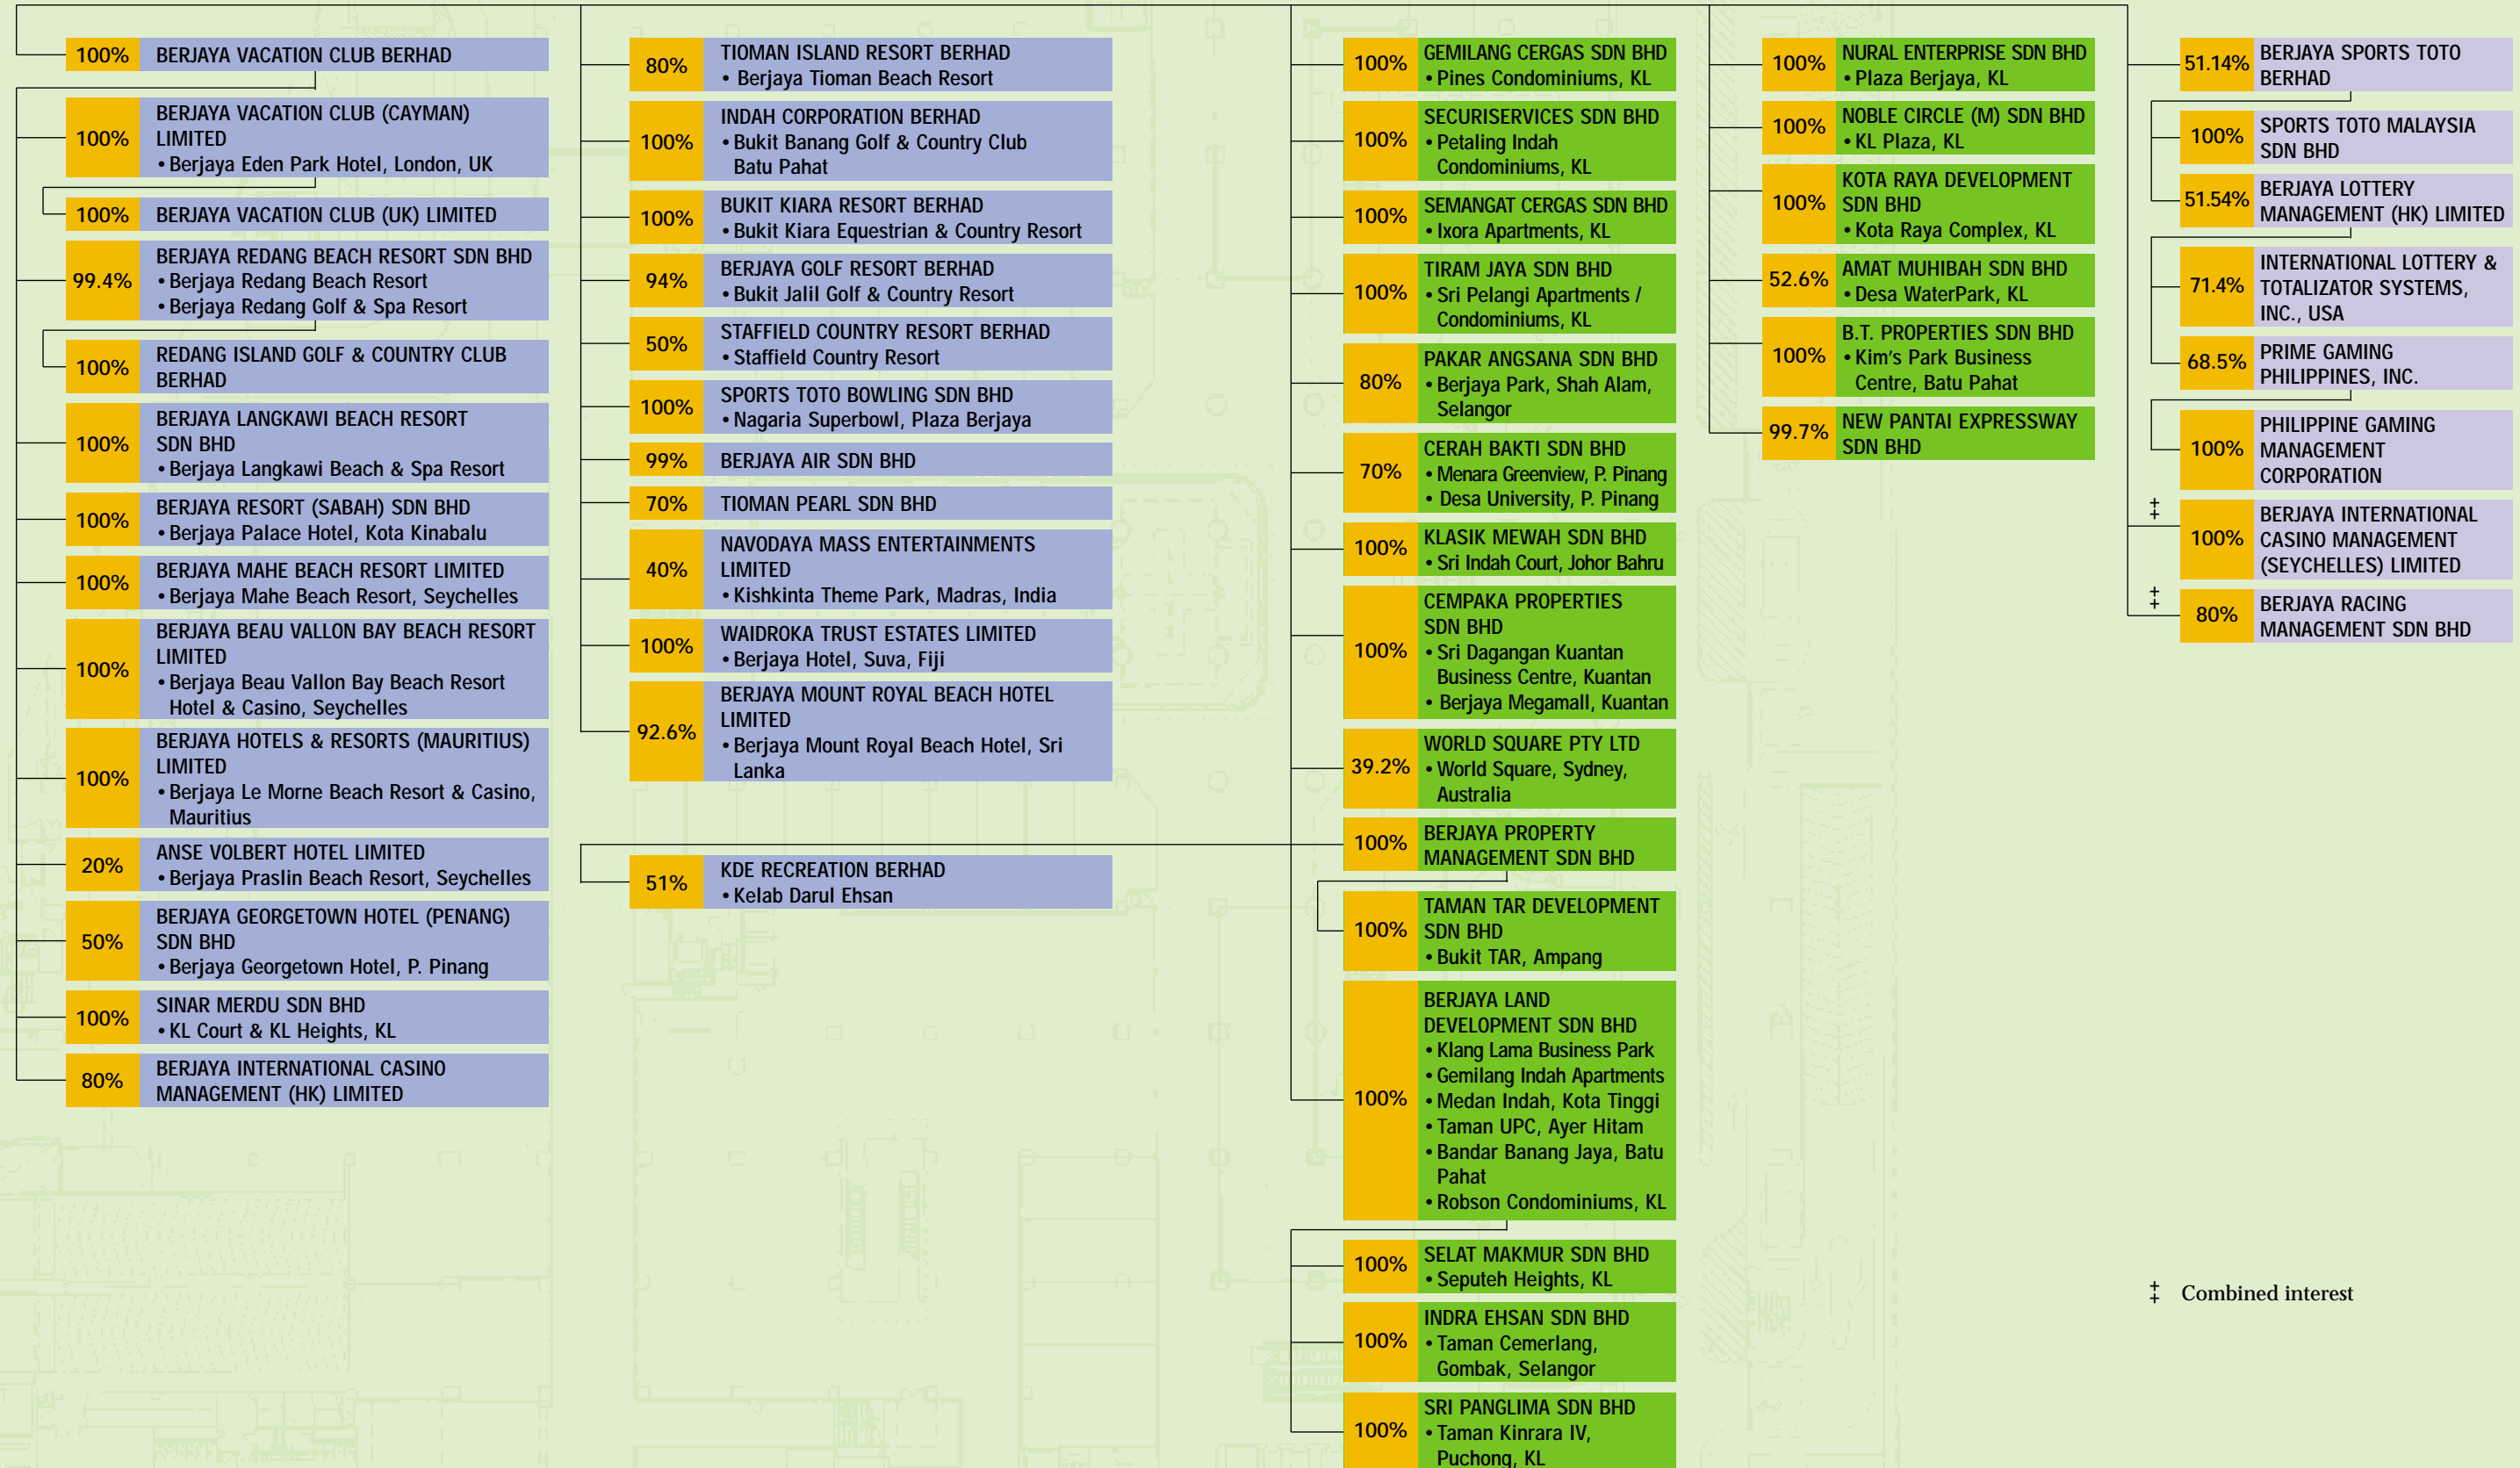 100% BERJAYA VACATION CLUB BERHAD
100% BERJAYA VACATION CLUB (CAYMAN)
LIMITED
• Berjaya Eden Park Hotel, London, UK
100% BERJAYA VACATION CLUB (UK) LIMITED
99.4% BERJAYA REDANG BEACH RESORT SDN BHD
• Berjaya Redang Beach Resort
• Berjaya Redang Golf & Spa Resort
100% REDANG ISLAND GOLF & COUNTRY CLUB
BERHAD
100% BERJAYA LANGKAWI BEACH RESORT
SDN BHD
• Berjaya Langkawi Beach & Spa Resort
100% BERJAYA RESORT (SABAH) SDN BHD
• Berjaya Palace Hotel, Kota Kinabalu
100% BERJAYA MAHE BEACH RESORT LIMITED
• Berjaya Mahe Beach Resort, Seychelles
100% BERJAYA BEAU VALLON BAY BEACH RESORT
LIMITED
• Berjaya Beau Vallon Bay Beach Resort
Hotel & Casino, Seychelles
100% BERJAYA HOTELS & RESORTS (MAURITIUS)
LIMITED
• Berjaya Le Morne Beach Resort & Casino,
Mauritius
20% ANSE VOLBERT HOTEL LIMITED
• Berjaya Praslin Beach Resort, Seychelles
50% BERJAYA GEORGETOWN HOTEL (PENANG)
SDN BHD
• Berjaya Georgetown Hotel, P. Pinang
100% SINAR MERDU SDN BHD
• KL Court & KL Heights, KL
80% BERJAYA INTERNATIONAL CASINO
MANAGEMENT (HK) LIMITED
80% TIOMAN ISLAND RESORT BERHAD
• Berjaya Tioman Beach Resort
100% INDAH CORPORATION BERHAD
• Bukit Banang Golf & Country Club
Batu Pahat
100% BUKIT KIARA RESORT BERHAD
• Bukit Kiara Equestrian & Country Resort
94% BERJAYA GOLF RESORT BERHAD
• Bukit Jalil Golf & Country Resort
50% STAFFIELD COUNTRY RESORT BERHAD
• Staffield Country Resort
100% SPORTS TOTO BOWLING SDN BHD
• Nagaria Superbowl, Plaza Berjaya
99% BERJAYA AIR SDN BHD
70% TIOMAN PEARL SDN BHD
40% NAVODAYA MASS ENTERTAINMENTS
LIMITED
• Kishkinta Theme Park, Madras, India
100% WAIDROKA TRUST ESTATES LIMITED
• Berjaya Hotel, Suva, Fiji
92.6% BERJAYA MOUNT ROYAL BEACH HOTEL
LIMITED
• Berjaya Mount Royal Beach Hotel, Sri
Lanka
51% KDE RECREATION BERHAD
• Kelab Darul Ehsan
100% GEMILANG CERGAS SDN BHD
• Pines Condominiums, KL
100% SECURISERVICES SDN BHD
• Petaling Indah
Condominiums, KL
100% SEMANGAT CERGAS SDN BHD
• Ixora Apartments, KL
100% TIRAM JAYA SDN BHD
• Sri Pelangi Apartments /
Condominiums, KL
80% PAKAR ANGSANA SDN BHD
• Berjaya Park, Shah Alam,
Selangor
70% CERAH BAKTI SDN BHD
• Menara Greenview, P. Pinang
• Desa University, P. Pinang
100% KLASIK MEWAH SDN BHD
• Sri Indah Court, Johor Bahru
100% CEMPAKA PROPERTIES
SDN BHD
• Sri Dagangan Kuantan
Business Centre, Kuantan
• Berjaya Megamall, Kuantan
39.2% WORLD SQUARE PTY LTD
• World Square, Sydney,
Australia
100% BERJAYA PROPERTY
MANAGEMENT SDN BHD
100% TAMAN TAR DEVELOPMENT
SDN BHD
• Bukit TAR, Ampang
100% BERJAYA LAND
DEVELOPMENT SDN BHD
• Klang Lama Business Park
• Gemilang Indah Apartments
• Medan Indah, Kota Tinggi
• Taman UPC, Ayer Hitam
• Bandar Banang Jaya, Batu
Pahat
• Robson Condominiums, KL
100% SELAT MAKMUR SDN BHD
• Seputeh Heights, KL
100% INDRA EHSAN SDN BHD
• Taman Cemerlang,
Gombak, Selangor
100% SRI PANGLIMA SDN BHD
• Taman Kinrara IV,
Puchong, KL
100% NURAL ENTERPRISE SDN BHD
• Plaza Berjaya, KL
100% NOBLE CIRCLE (M) SDN BHD
• KL Plaza, KL
100% KOTA RAYA DEVELOPMENT
SDN BHD
• Kota Raya Complex, KL
52.6% AMAT MUHIBAH SDN BHD
• Desa WaterPark, KL
100% B.T. PROPERTIES SDN BHD
• Kim's Park Business
Centre, Batu Pahat
99.7% NEW PANTAI EXPRESSWAY
SDN BHD
51.14% BERJAYA SPORTS TOTO
BERHAD
100% SPORTS TOTO MALAYSIA
SDN BHD
51.54% BERJAYA LOTTERY
MANAGEMENT (HK) LIMITED
71.4% INTERNATIONAL LOTTERY &
TOTALIZATOR SYSTEMS,
INC., USA
68.5% PRIME GAMING
PHILIPPINES, INC.
100% PHILIPPINE GAMING
MANAGEMENT
CORPORATION
‡ 100% BERJAYA INTERNATIONAL
CASINO MANAGEMENT
(SEYCHELLES) LIMITED
‡ 80% BERJAYA RACING
MANAGEMENT SDN BHD
‡ Combined interest